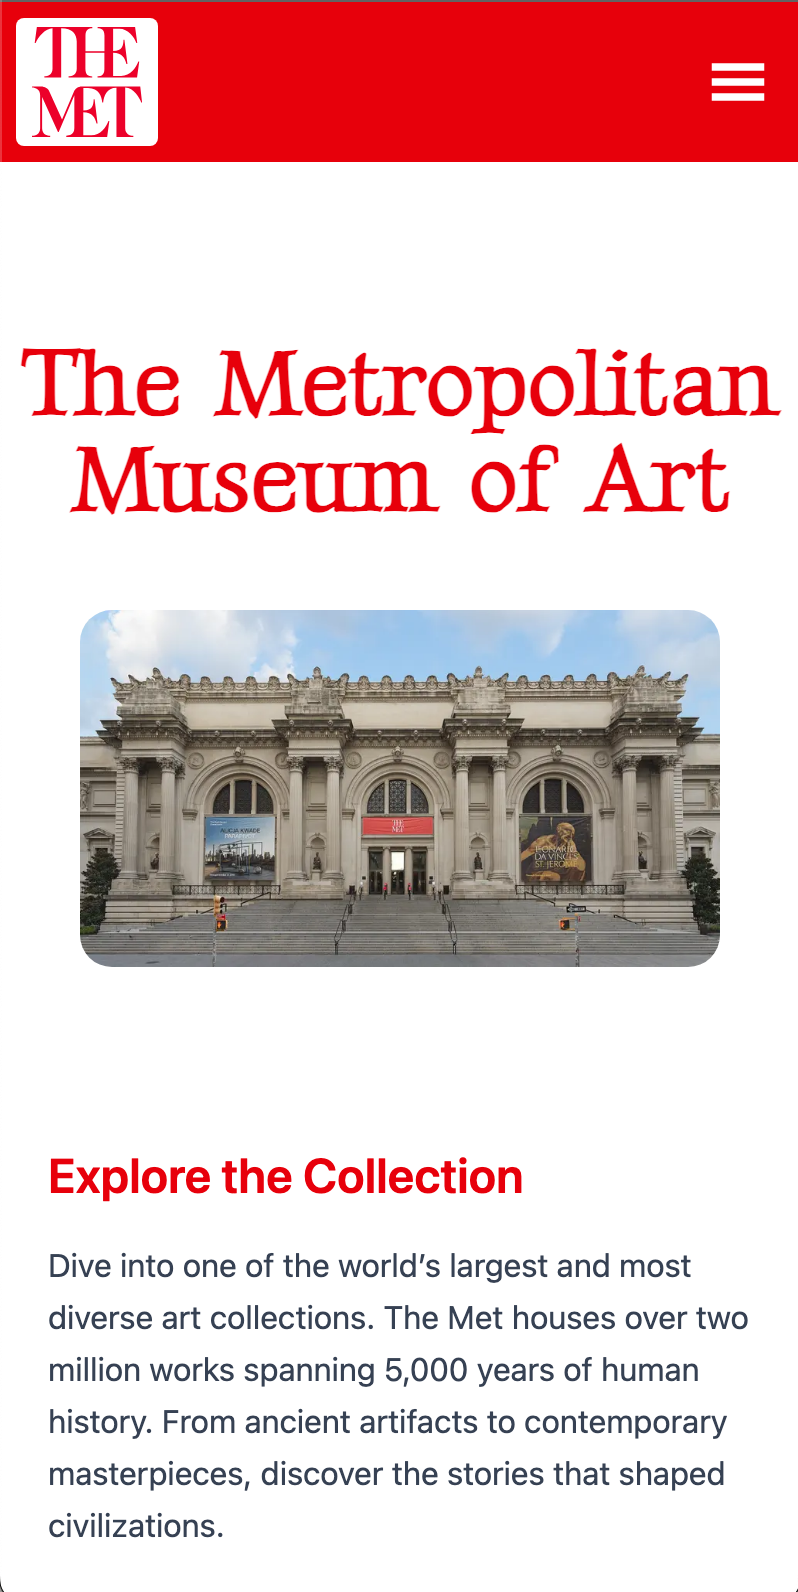 THE
MET
The Metropolitan
Museum of Art
ALICJA KWADE
PARAPIVOT
THE
MET
LEONARDO
DA VINCI'S
ST. JEROME
Explore the Collection
Dive into one of the world’s largest and most
diverse art collections. The Met houses over two
million works spanning 5,000 years of human
history. From ancient artifacts to contemporary
masterpieces, discover the stories that shaped
civilizations.